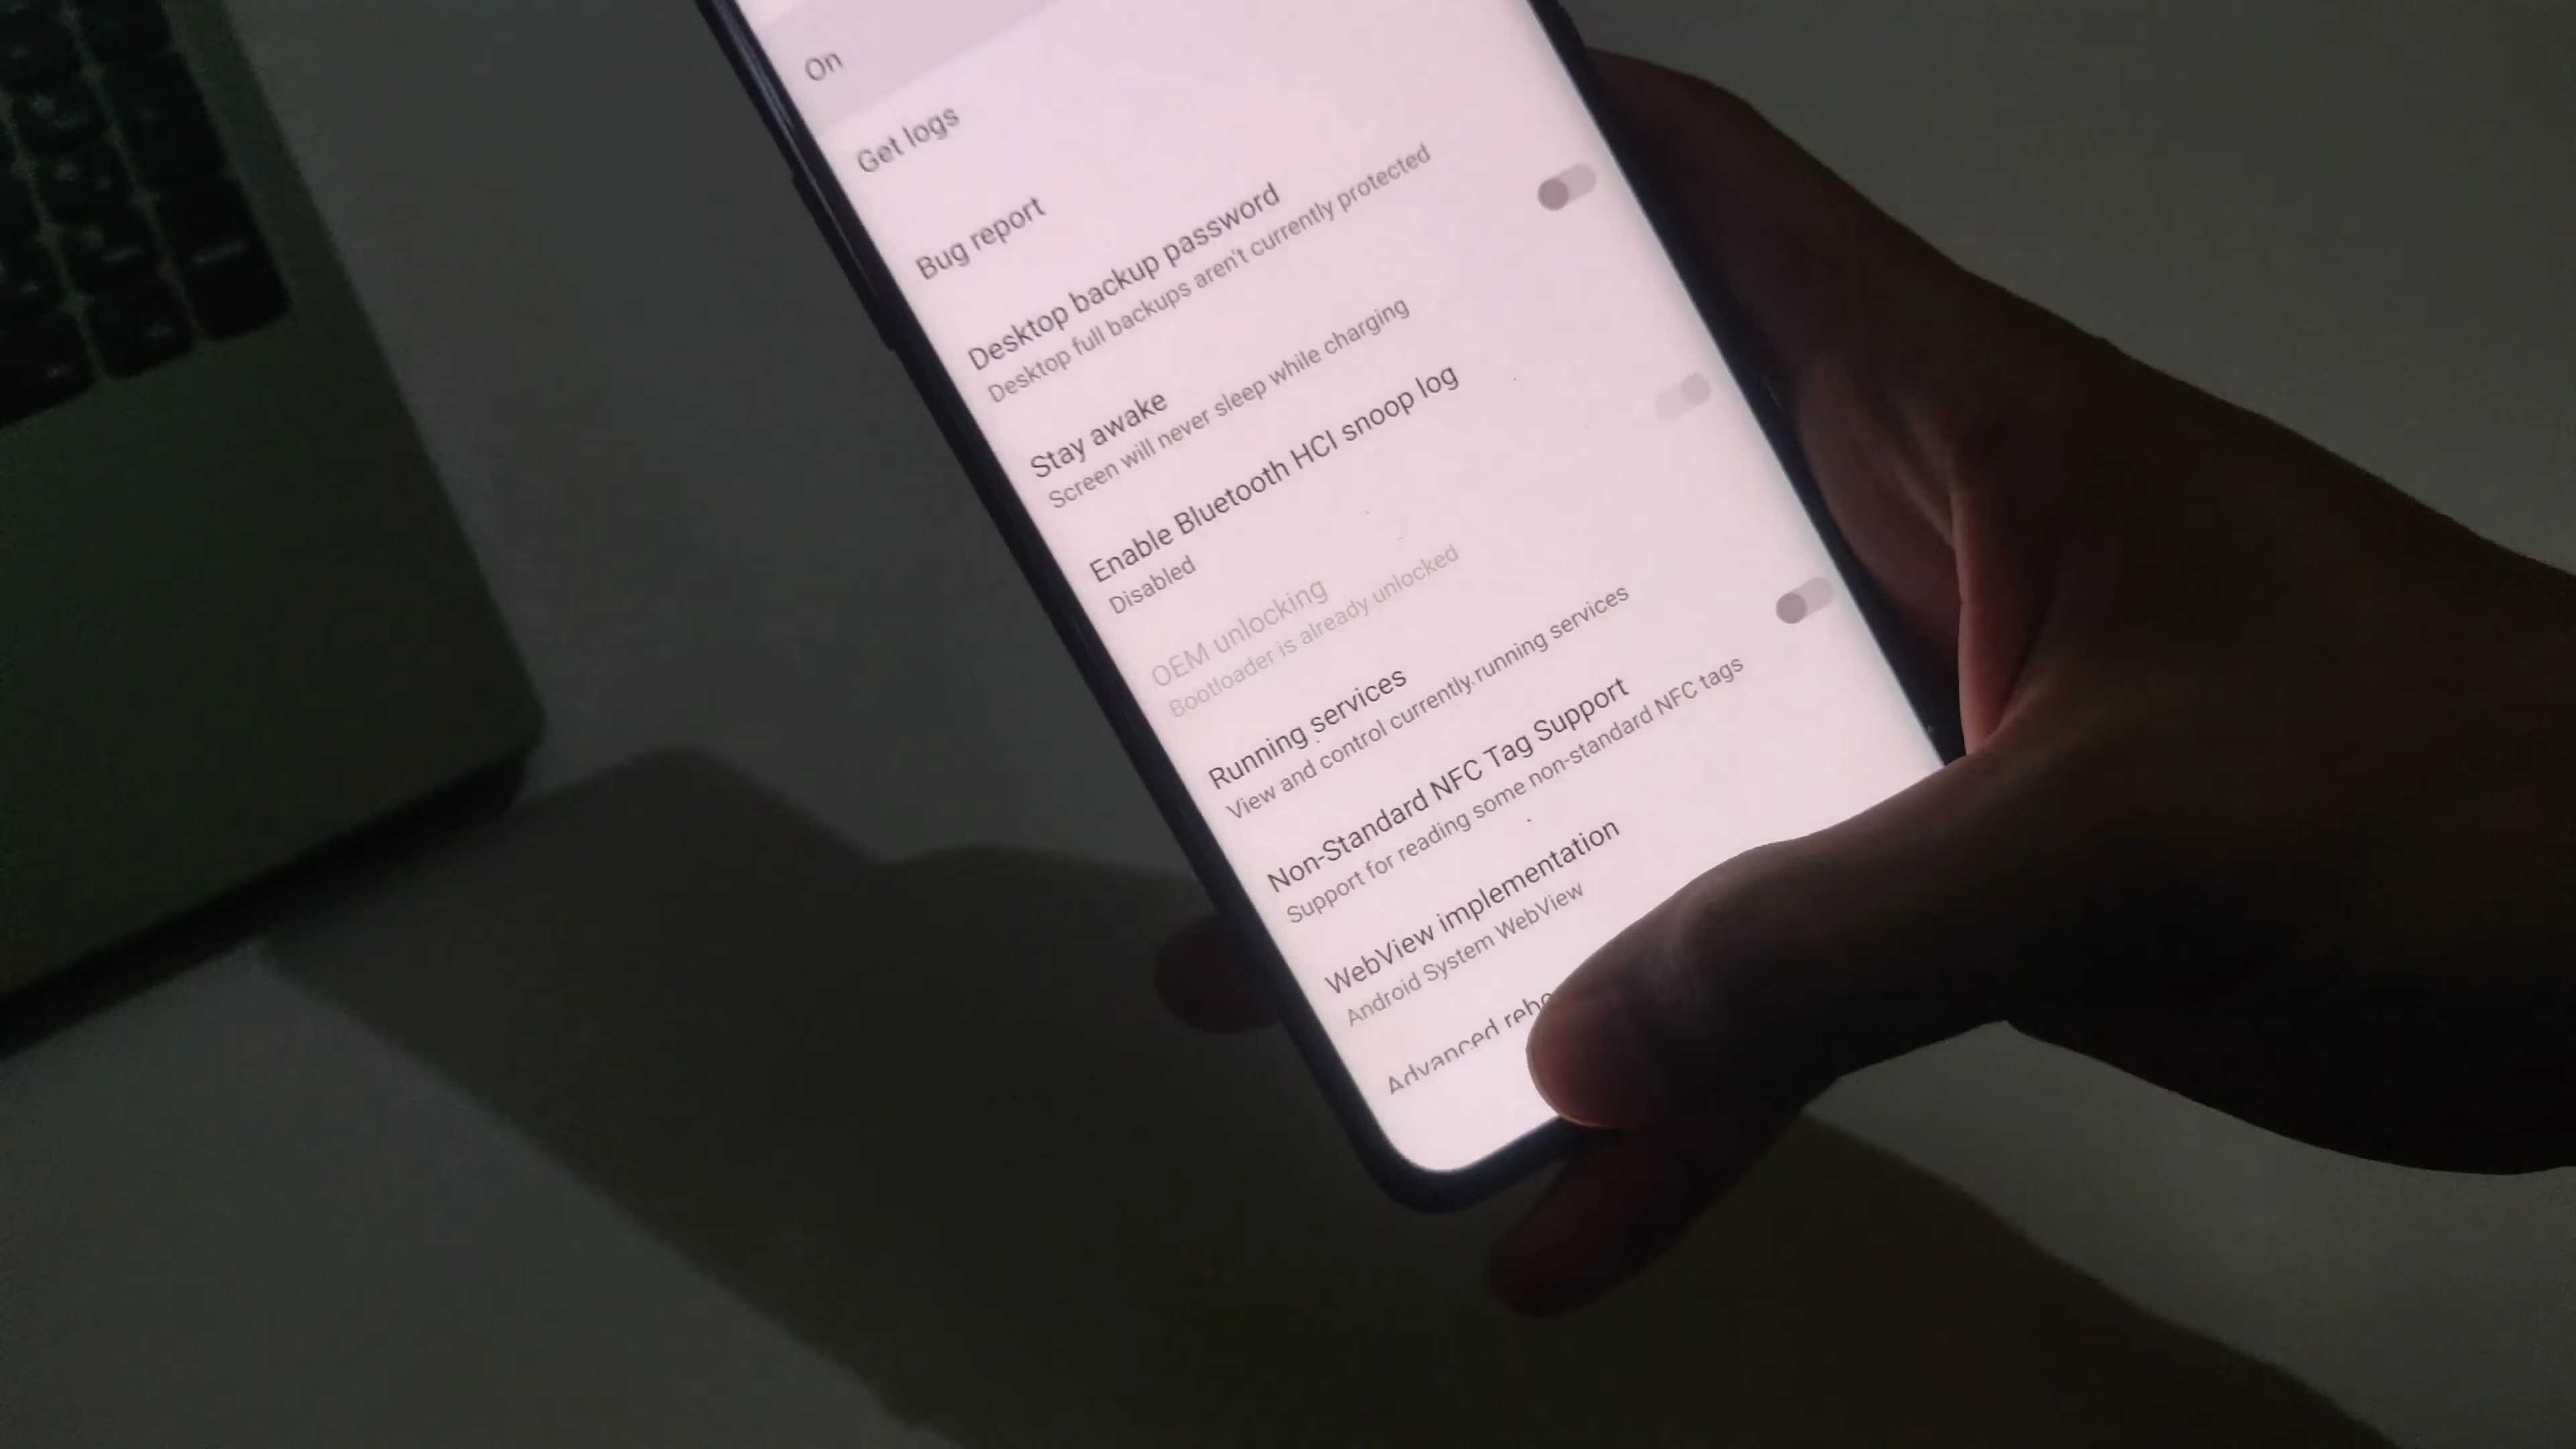 On
Get logs
Bug report
Desktop backup password
Desktop full backups aren't currently protected
Stay awake
Screen will never sleep while charging
Enable Bluetooth HCI snoop log
Disabled
OEM unlocking
Bootloader is already unlocked
Running services
View and control currently running services
Non-Standard NFC Tag Support
Support for reading some non-standard NFC tags
WebView implementation
Android System WebView
Advanced